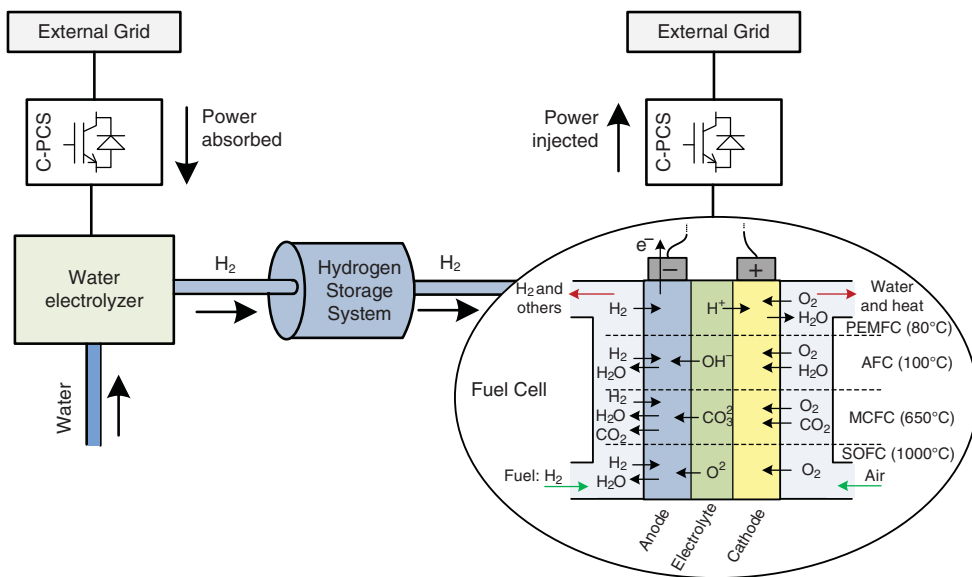 External Grid
C-PCS
Power
absorbed
Water
electrolyzer
Water
H₂
Hydrogen
Storage
System
H₂
External Grid
C-PCS
Power
injected
Fuel Cell
e⁻
−
+
H₂ and
others
H₂
H⁺
O₂
H₂O
Water
and heat
PEMFC (80°C)
H₂
H₂O
OH⁻
O₂
H₂O
AFC (100°C)
H₂
H₂O
CO₂
CO₃²
O₂
CO₂
MCFC (650°C)
SOFC (1000°C)
Fuel: H₂
H₂
H₂O
O²
O₂
Air
Anode
Electrolyte
Cathode